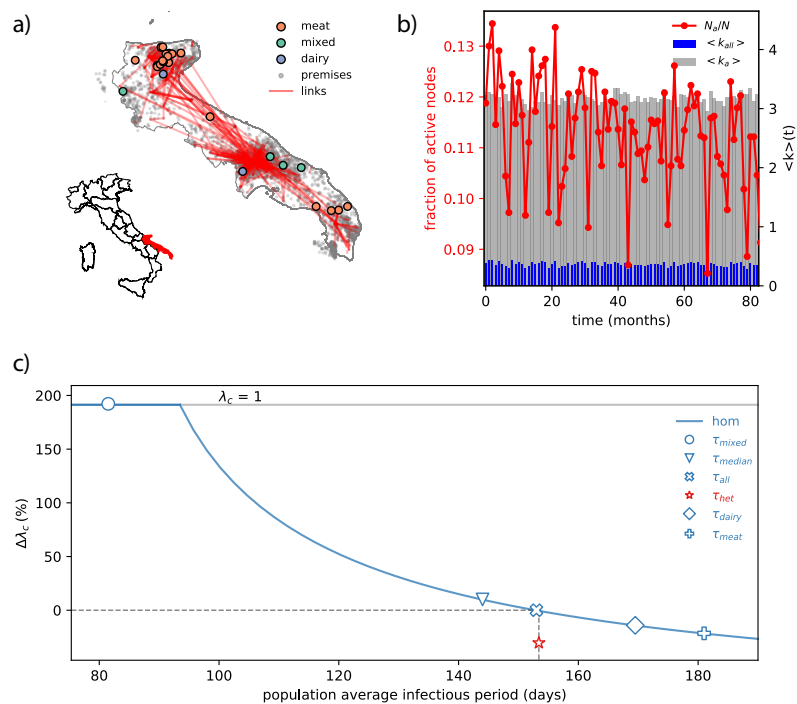 a)
meat
mixed
dairy
premises
links
b)
N_a/N
< k_all >
< k_a >
0.13
0.12
0.11
0.10
0.09
fraction of active nodes
4
3
2
1
0
<k>(t)
0 20 40 60 80
time (months)
c)
λ_c = 1
200
150
100
50
0
Δλ_c (%)
hom
τ_mixed
τ_median
τ_all
τ_het
τ_dairy
τ_meat
80 100 120 140 160 180
population average infectious period (days)